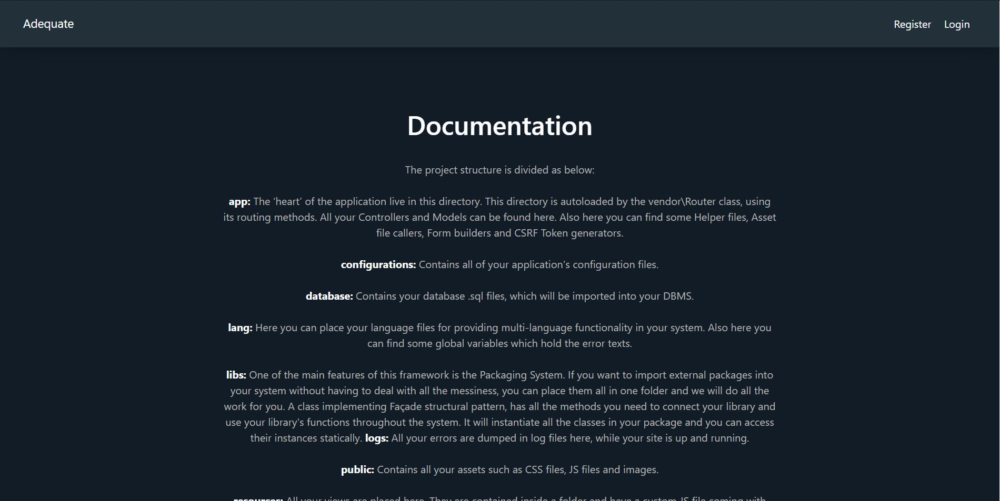 Adequate
Register Login
Documentation
The project structure is divided as below:
app: The ‘heart’ of the application live in this directory. This directory is autoloaded by the vendor\Router class, using
its routing methods. All your Controllers and Models can be found here. Also here you can find some Helper files, Asset
file callers, Form builders and CSRF Token generators.
configurations: Contains all of your application’s configuration files.
database: Contains your database .sql files, which will be imported into your DBMS.
lang: Here you can place your language files for providing multi-language functionality in your system. Also here you
can find some global variables which hold the error texts.
libs: One of the main features of this framework is the Packaging System. If you want to import external packages into
your system without having to deal with all the messiness, you can place them all in one folder and we will do all the
work for you. A class implementing Façade structural pattern, has all the methods you need to connect your library and
use your library's functions throughout the system. It will instantiate all the classes in your package and you can access
their instances statically. logs: All your errors are dumped in log files here, while your site is up and running.
public: Contains all your assets such as CSS files, JS files and images.
resources: All your views are placed here. They are contained inside a folder and have a custom JS file coming with